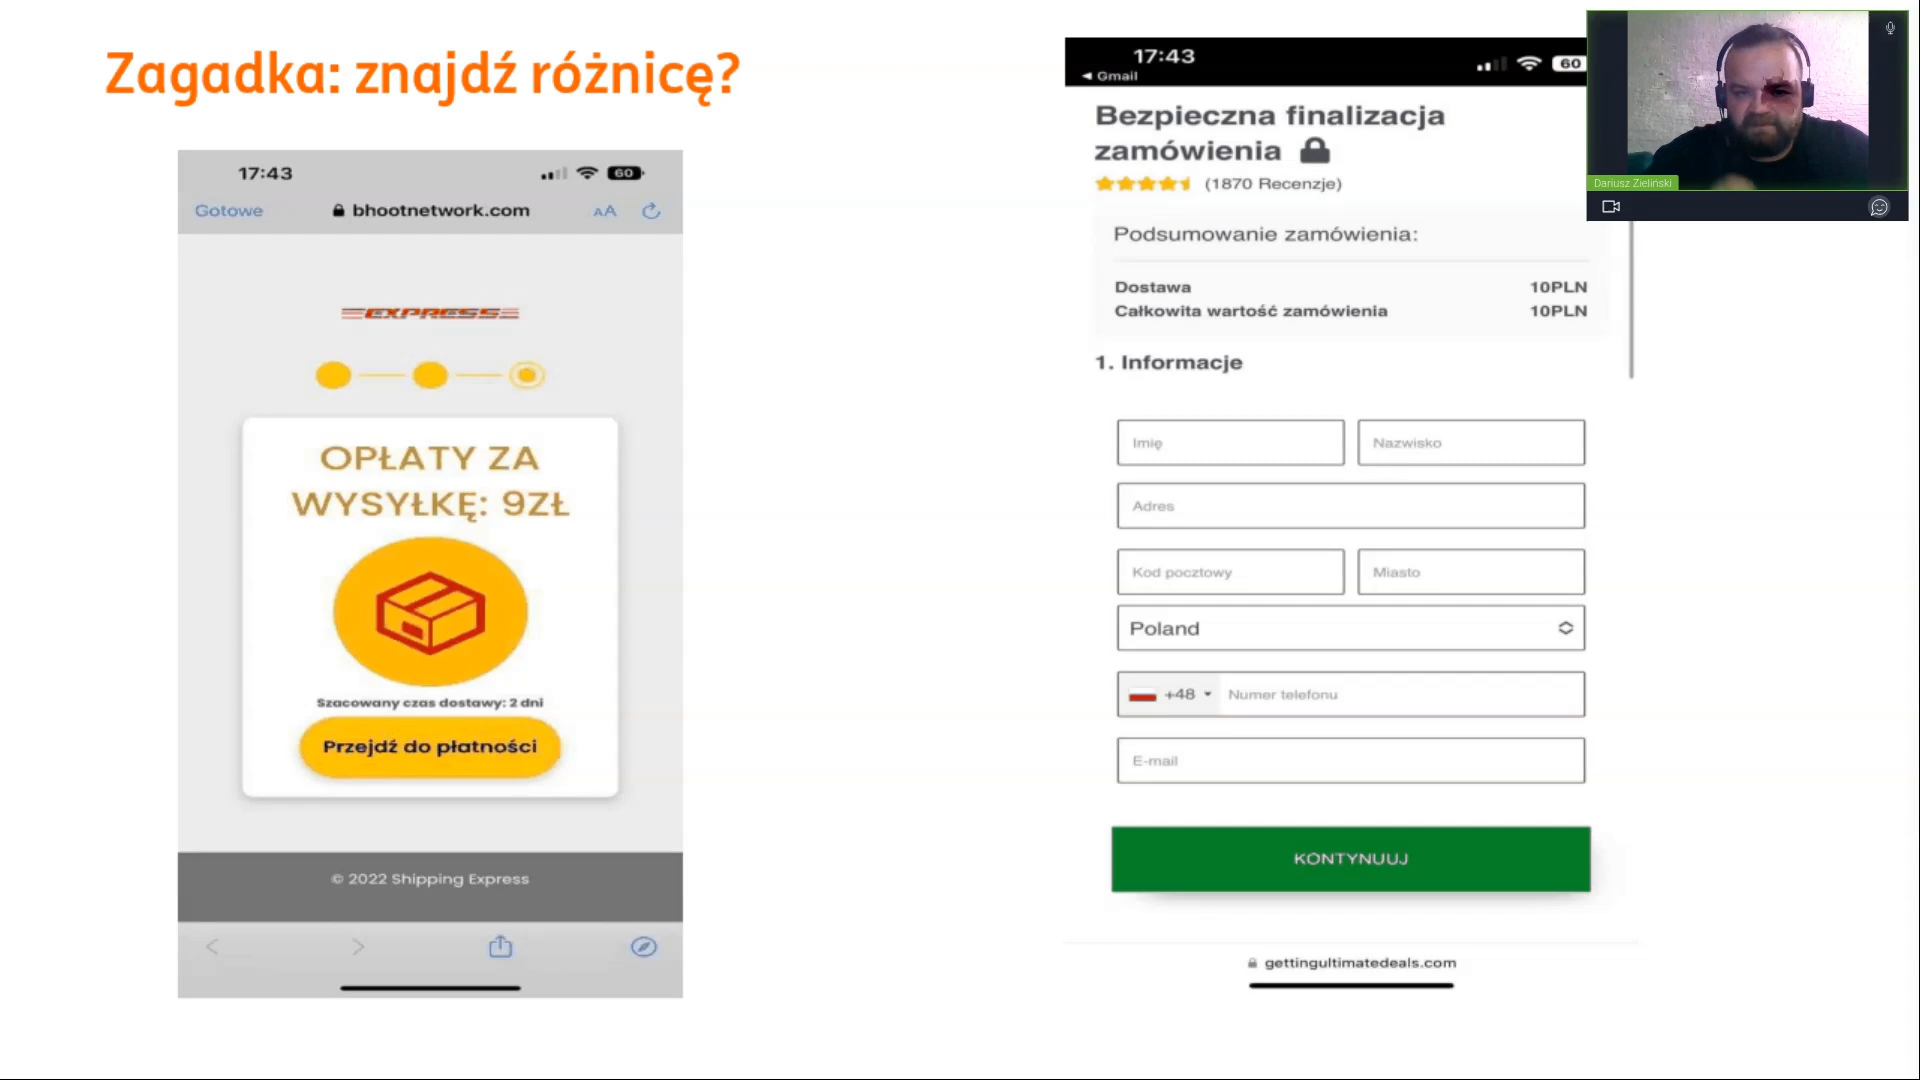 Zagadka: znajdź różnicę?
17:43
60
Gotowe
bhootnetwork.com
AA
EXPRESS
OPŁATY ZA
WYSYŁKĘ: 9ZŁ
Szacowany czas dostawy: 2 dni
Przejdź do płatności
© 2022 Shipping Express
17:43
60
Gmail
Bezpieczna finalizacja
zamówienia
(1870 Recenzje)
Podsumowanie zamówienia:
Dostawa 10PLN
Całkowita wartość zamówienia 10PLN
1. Informacje
Imię Nazwisko
Adres
Kod pocztowy Miasto
Poland
+48 Numer telefonu
E-mail
KONTYNUUJ
gettingultimatedeals.com
Dariusz Zieliński